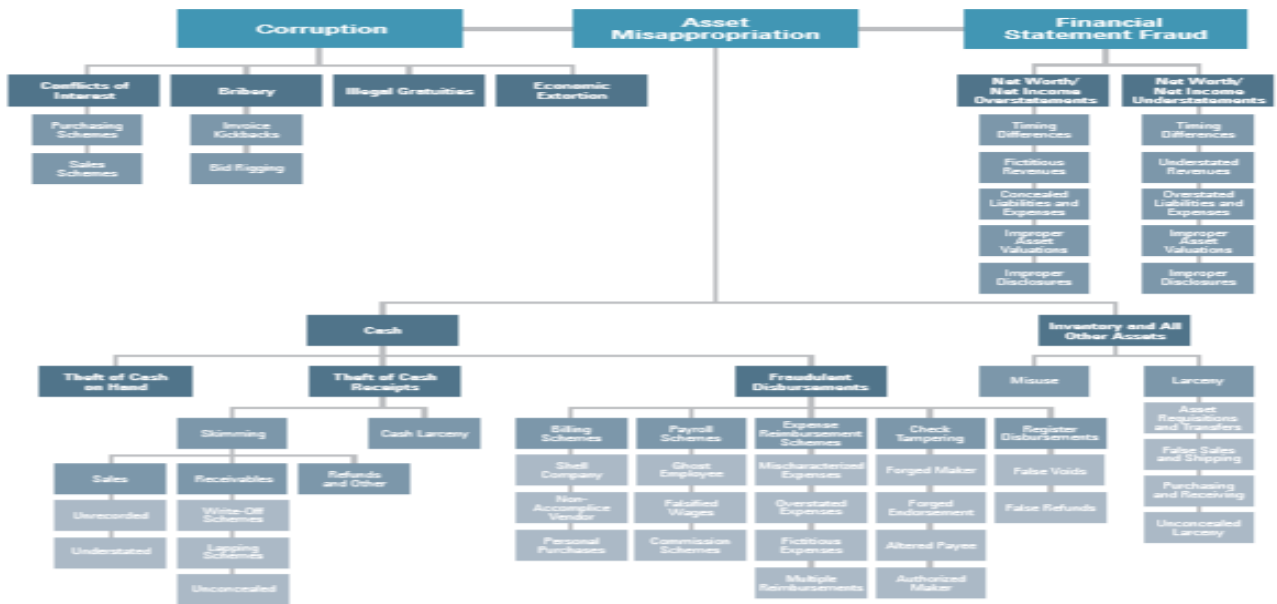 Corruption
Asset
Misappropriation
Financial
Statement Fraud
Conflicts of
Interest
Bribery
Illegal Gratuities
Economic
Extortion
Net Worth/
Net Income
Overstatements
Net Worth/
Net Income
Understatements
Purchasing
Schemes
Sales
Schemes
Invoice
Kickbacks
Bid Rigging
Timing
Differences
Fictitious
Revenues
Concealed
Liabilities and
Expenses
Improper
Asset
Valuations
Improper
Disclosures
Timing
Differences
Understated
Revenues
Overstated
Liabilities and
Expenses
Improper
Asset
Valuations
Improper
Disclosures
Cash
Inventory and All
Other Assets
Theft of Cash
on Hand
Theft of Cash
Receipts
Fraudulent
Disbursements
Misuse
Larceny
Skimming
Cash Larceny
Sales
Receivables
Refunds
and Other
Unrecorded
Understated
Write-Off
Schemes
Lapping
Schemes
Unconcealed
Billing
Schemes
Shell
Company
Non-
Accomplice
Vendor
Personal
Purchases
Payroll
Schemes
Ghost
Employee
Falsified
Wages
Commission
Schemes
Expense
Reimbursement
Schemes
Mischaracterized
Expenses
Overstated
Expenses
Fictitious
Expenses
Multiple
Reimbursements
Check
Tampering
Forged Maker
Forged
Endorsement
Altered Payee
Authorized
Maker
Register
Disbursements
False Voids
False Refunds
Asset
Requisitions
and Transfers
False Sales
and Shipping
Purchasing
and Receiving
Unconcealed
Larceny